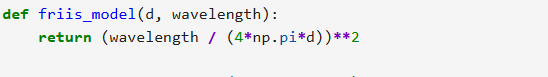 def friis_model(d, wavelength):
    return (wavelength / (4*np.pi*d))**2